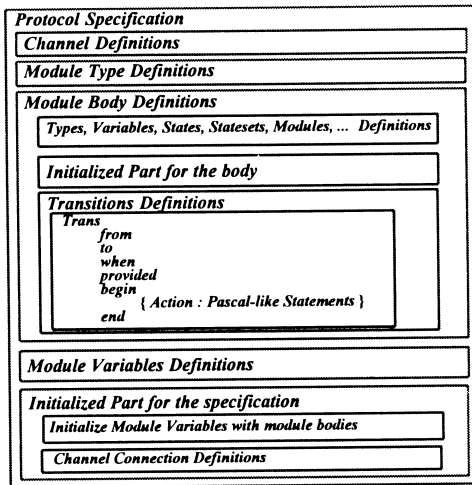 Protocol Specification
Channel Definitions
Module Type Definitions
Module Body Definitions
Types, Variables, States, Statesets, Modules, ... Definitions
Initialized Part for the body
Transitions Definitions
Trans
from
to
when
provided
begin
{ Action : Pascal-like Statements }
end
Module Variables Definitions
Initialized Part for the specification
Initialize Module Variables with module bodies
Channel Connection Definitions